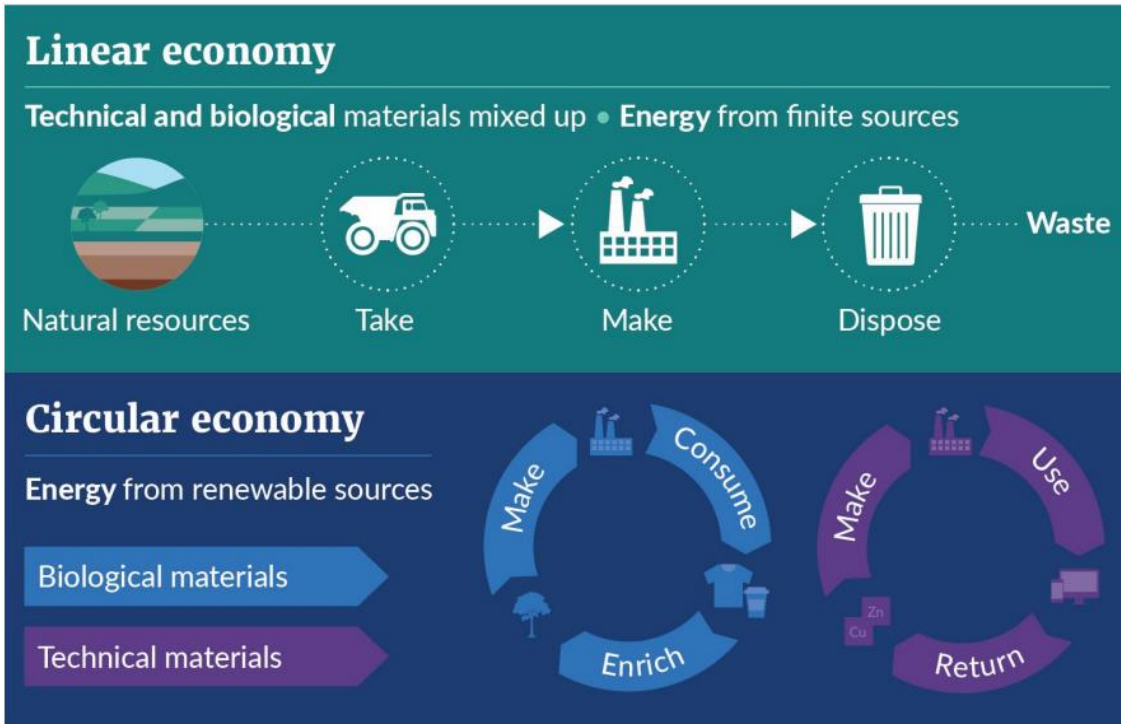 Linear economy
Technical and biological materials mixed up • Energy from finite sources
Waste
Natural resources
Take
Make
Dispose
Circular economy
Energy from renewable sources
Biological materials
Technical materials
Make
Consume
Enrich
Make
Use
Return
Zn
Cu